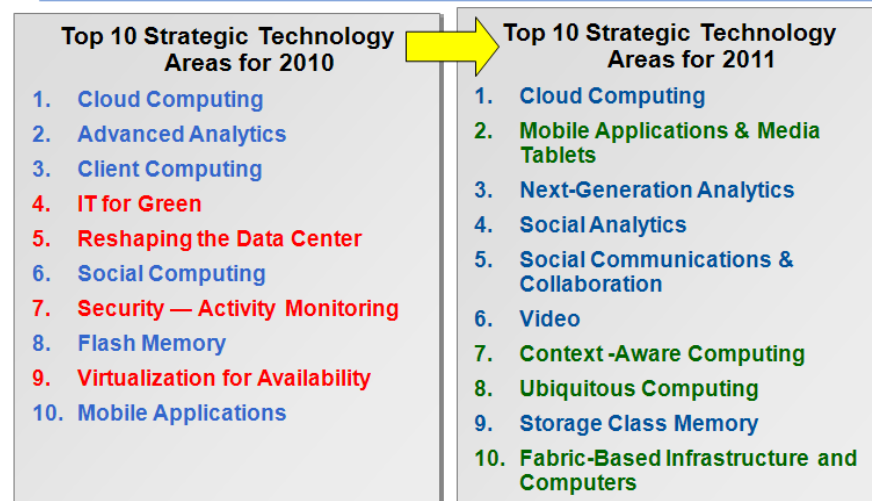 Top 10 Strategic Technology
Areas for 2010
1. Cloud Computing
2. Advanced Analytics
3. Client Computing
4. IT for Green
5. Reshaping the Data Center
6. Social Computing
7. Security — Activity Monitoring
8. Flash Memory
9. Virtualization for Availability
10. Mobile Applications
Top 10 Strategic Technology
Areas for 2011
1. Cloud Computing
2. Mobile Applications & Media
Tablets
3. Next-Generation Analytics
4. Social Analytics
5. Social Communications &
Collaboration
6. Video
7. Context -Aware Computing
8. Ubiquitous Computing
9. Storage Class Memory
10. Fabric-Based Infrastructure and
Computers